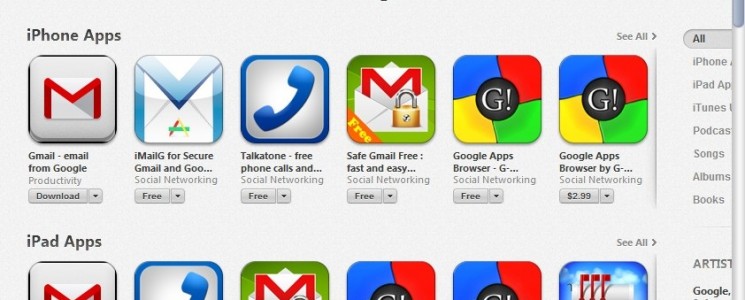 iPhone Apps
See All >
Gmail - email
from Google
Productivity
Download
iMailG for Secure
Gmail and Goo...
Social Networking
Free
Talkatone - free
phone calls and...
Social Networking
Free
Free
Safe Gmail Free :
fast and easy...
Social Networking
Free
G!
Google Apps
Browser - G-...
Social Networking
Free
G!
Google Apps
Browser by G-...
Social Networking
$2.99
All
iPhone
iPad Ap
iTunes U
Podcas
Songs
Albums
Books
iPad Apps
See All >
ARTIST
Google,